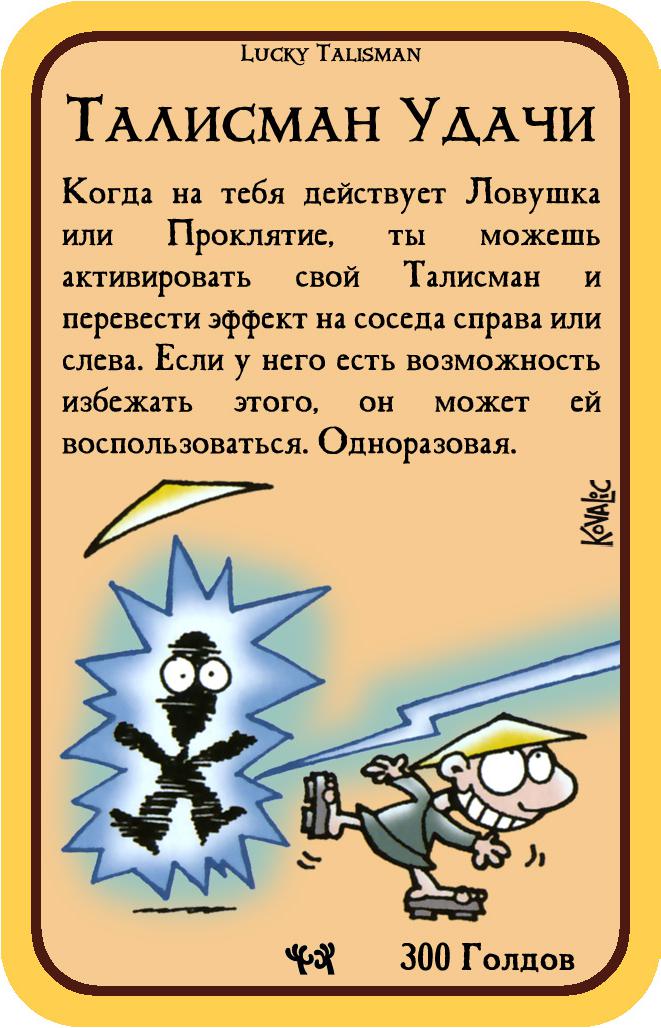 Lucky Talisman
Талисман Удачи
Когда на тебя действует Ловушка
или Проклятие, ты можешь
активировать свой Талисман и
перевести эффект на соседа справа или
слева. Если у него есть возможность
избежать этого, он может ей
воспользоваться. Одноразовая.
Kovalic
300 Голдов